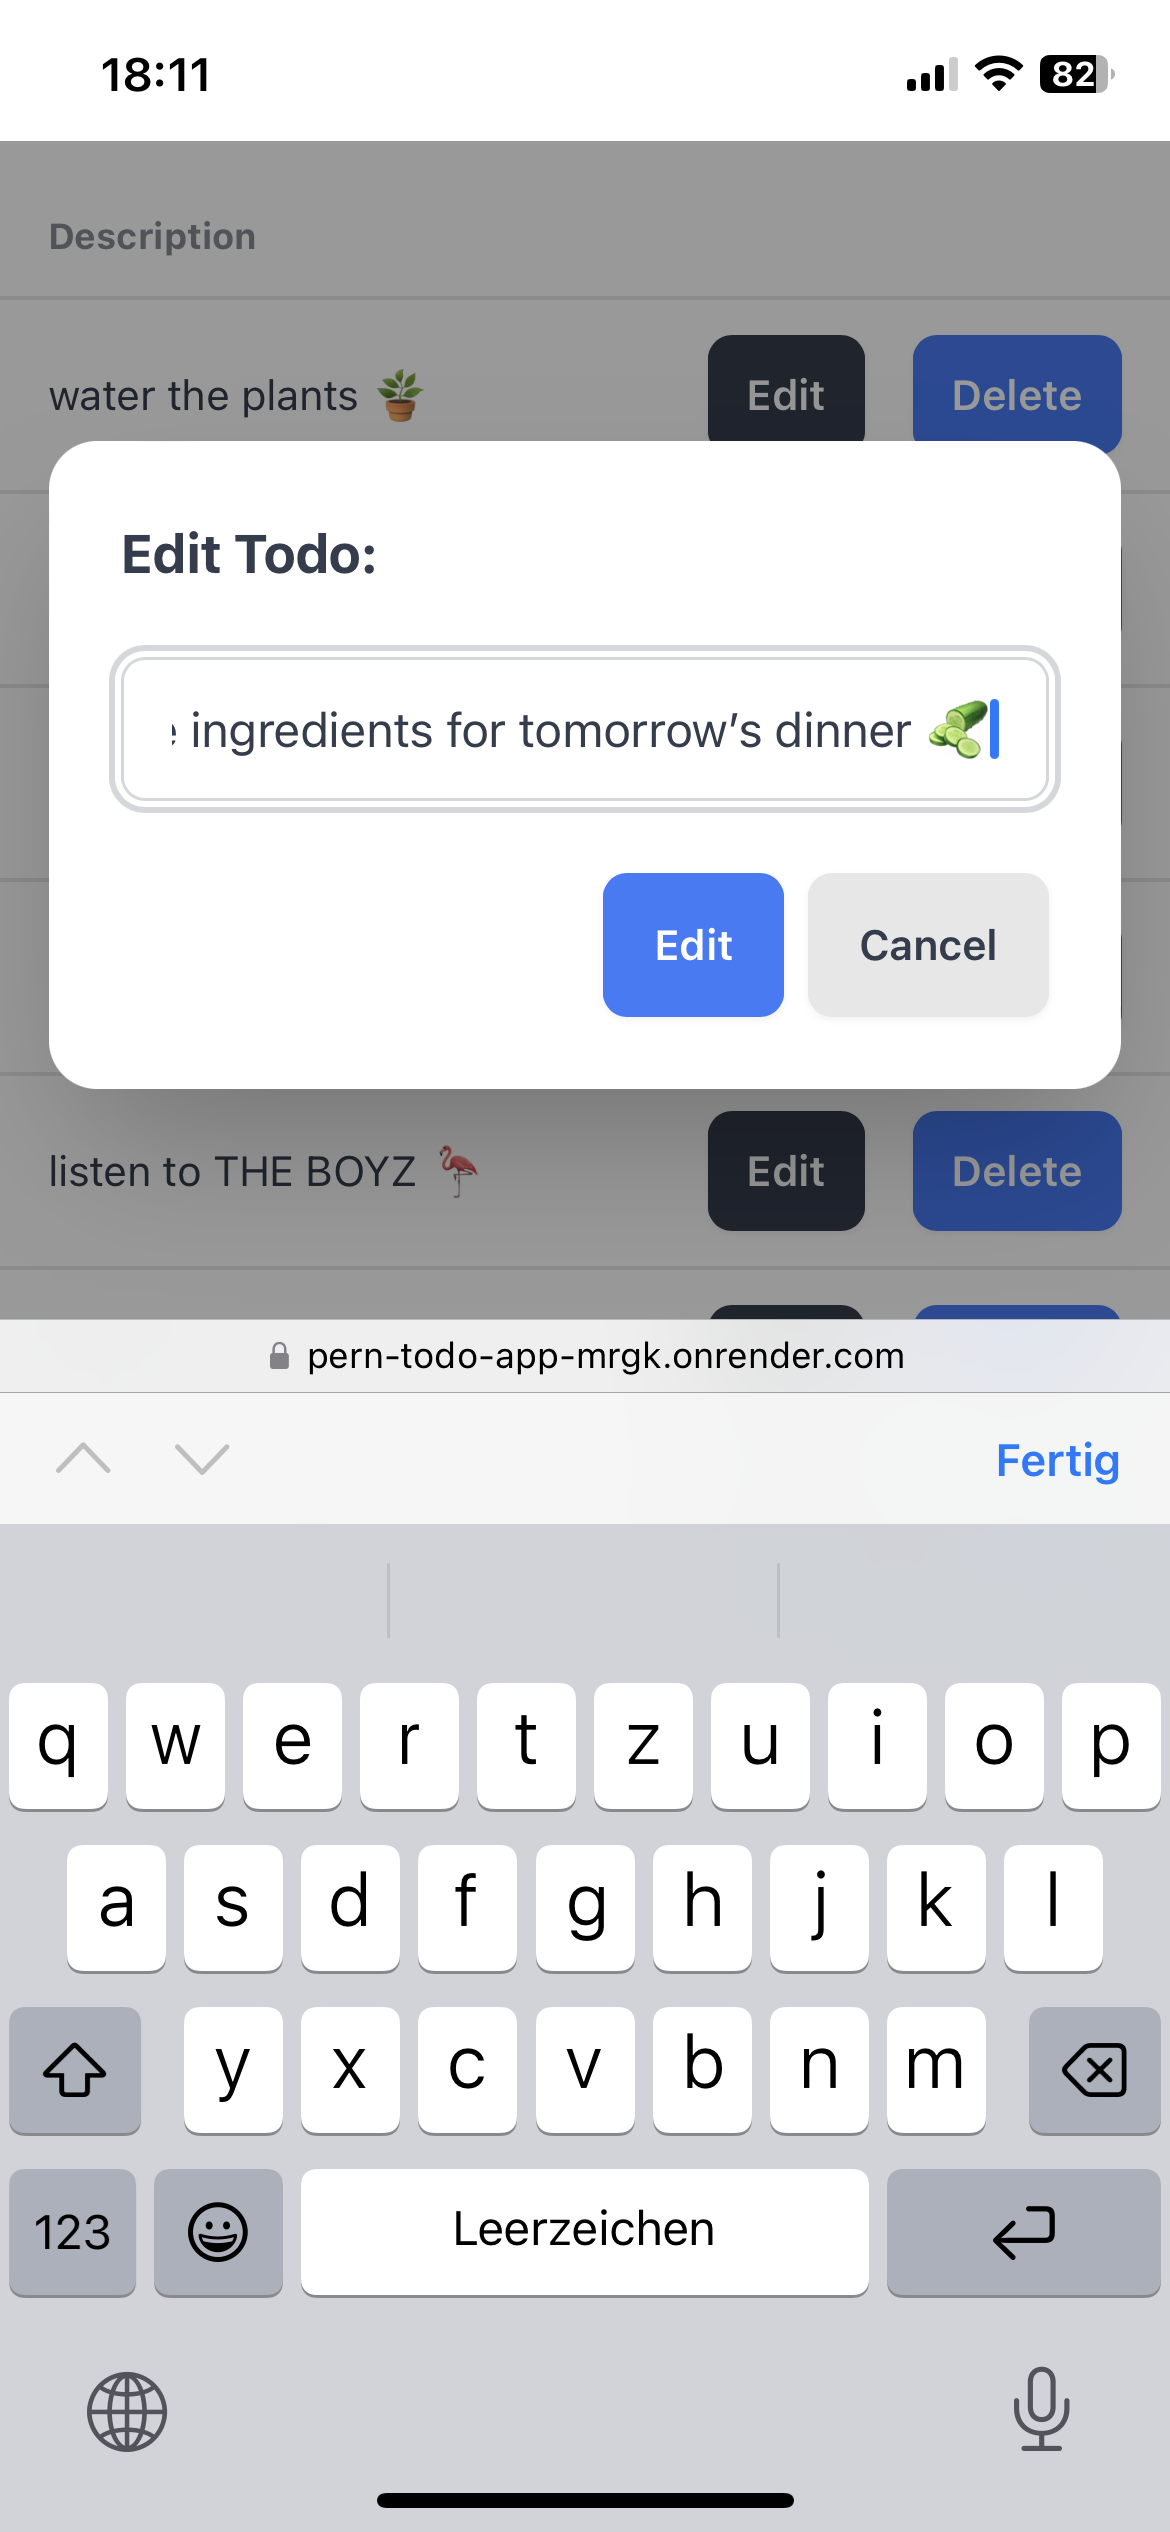 18:11
82
Description
water the plants 🪴 Edit Delete
Edit Todo:
ingredients for tomorrow’s dinner 🥒
Edit Cancel
listen to THE BOYZ 🦩 Edit Delete
pern-todo-app-mrgk.onrender.com
Fertig
q w e r t z u i o p
a s d f g h j k l
y x c v b n m
123 Leerzeichen